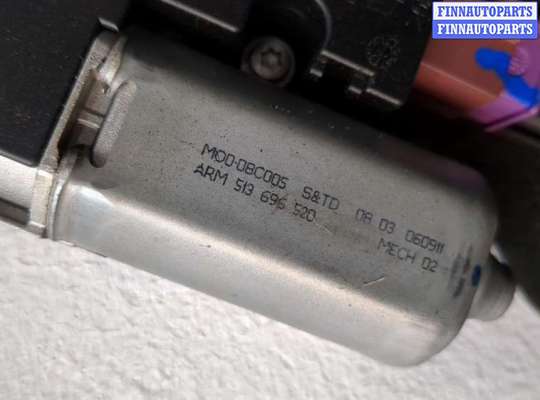 FINNAUTOPARTS
FINNAUTOPARTS
MOD·08C005 S&TD 08 03 060911
ARM 513 696 520 MECH 02